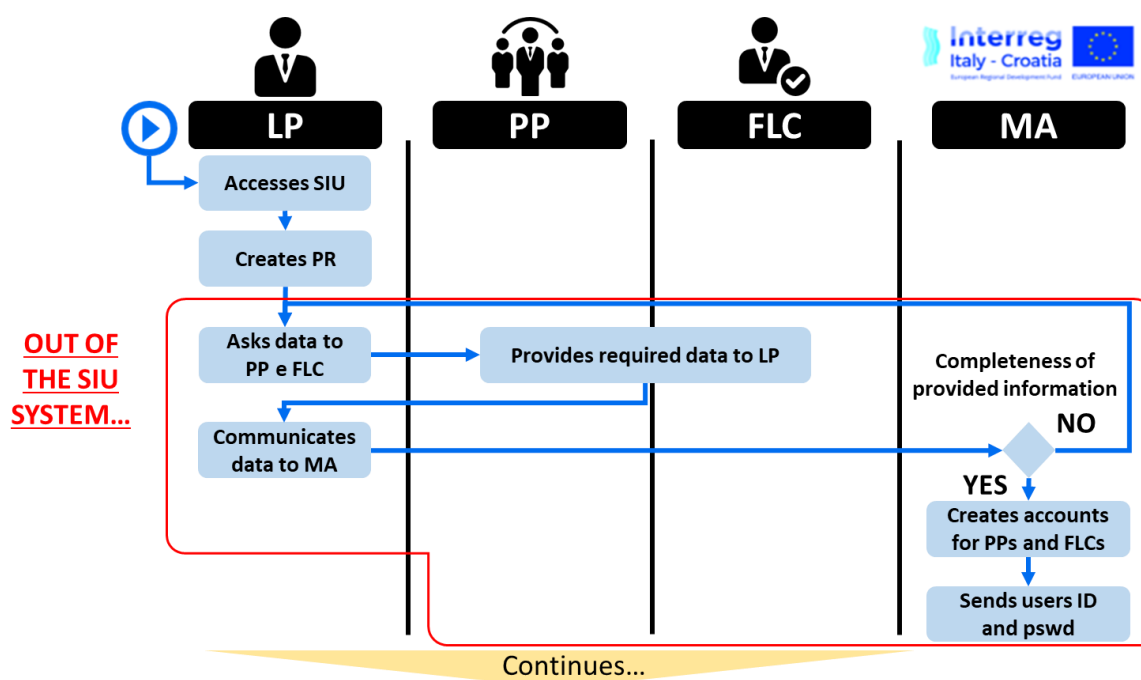 Interreg
Italy - Croatia
European Regional Development Fund
EUROPEAN UNION
LP
PP
FLC
MA
Accesses SIU
Creates PR
OUT OF
THE SIU
SYSTEM...
Asks data to
PP e FLC
Provides required data to LP
Completeness of
provided information
NO
Communicates
data to MA
YES
Creates accounts
for PPs and FLCs
Sends users ID
and pswd
Continues...